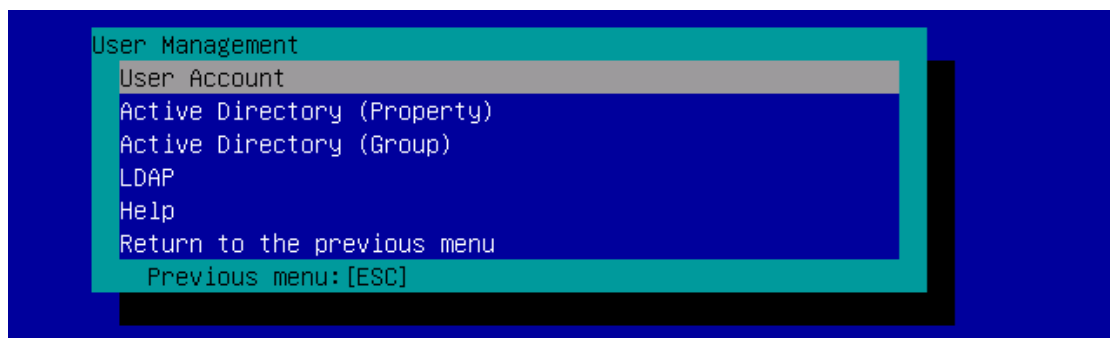 User Management
User Account
Active Directory (Property)
Active Directory (Group)
LDAP
Help
Return to the previous menu
Previous menu:[ESC]